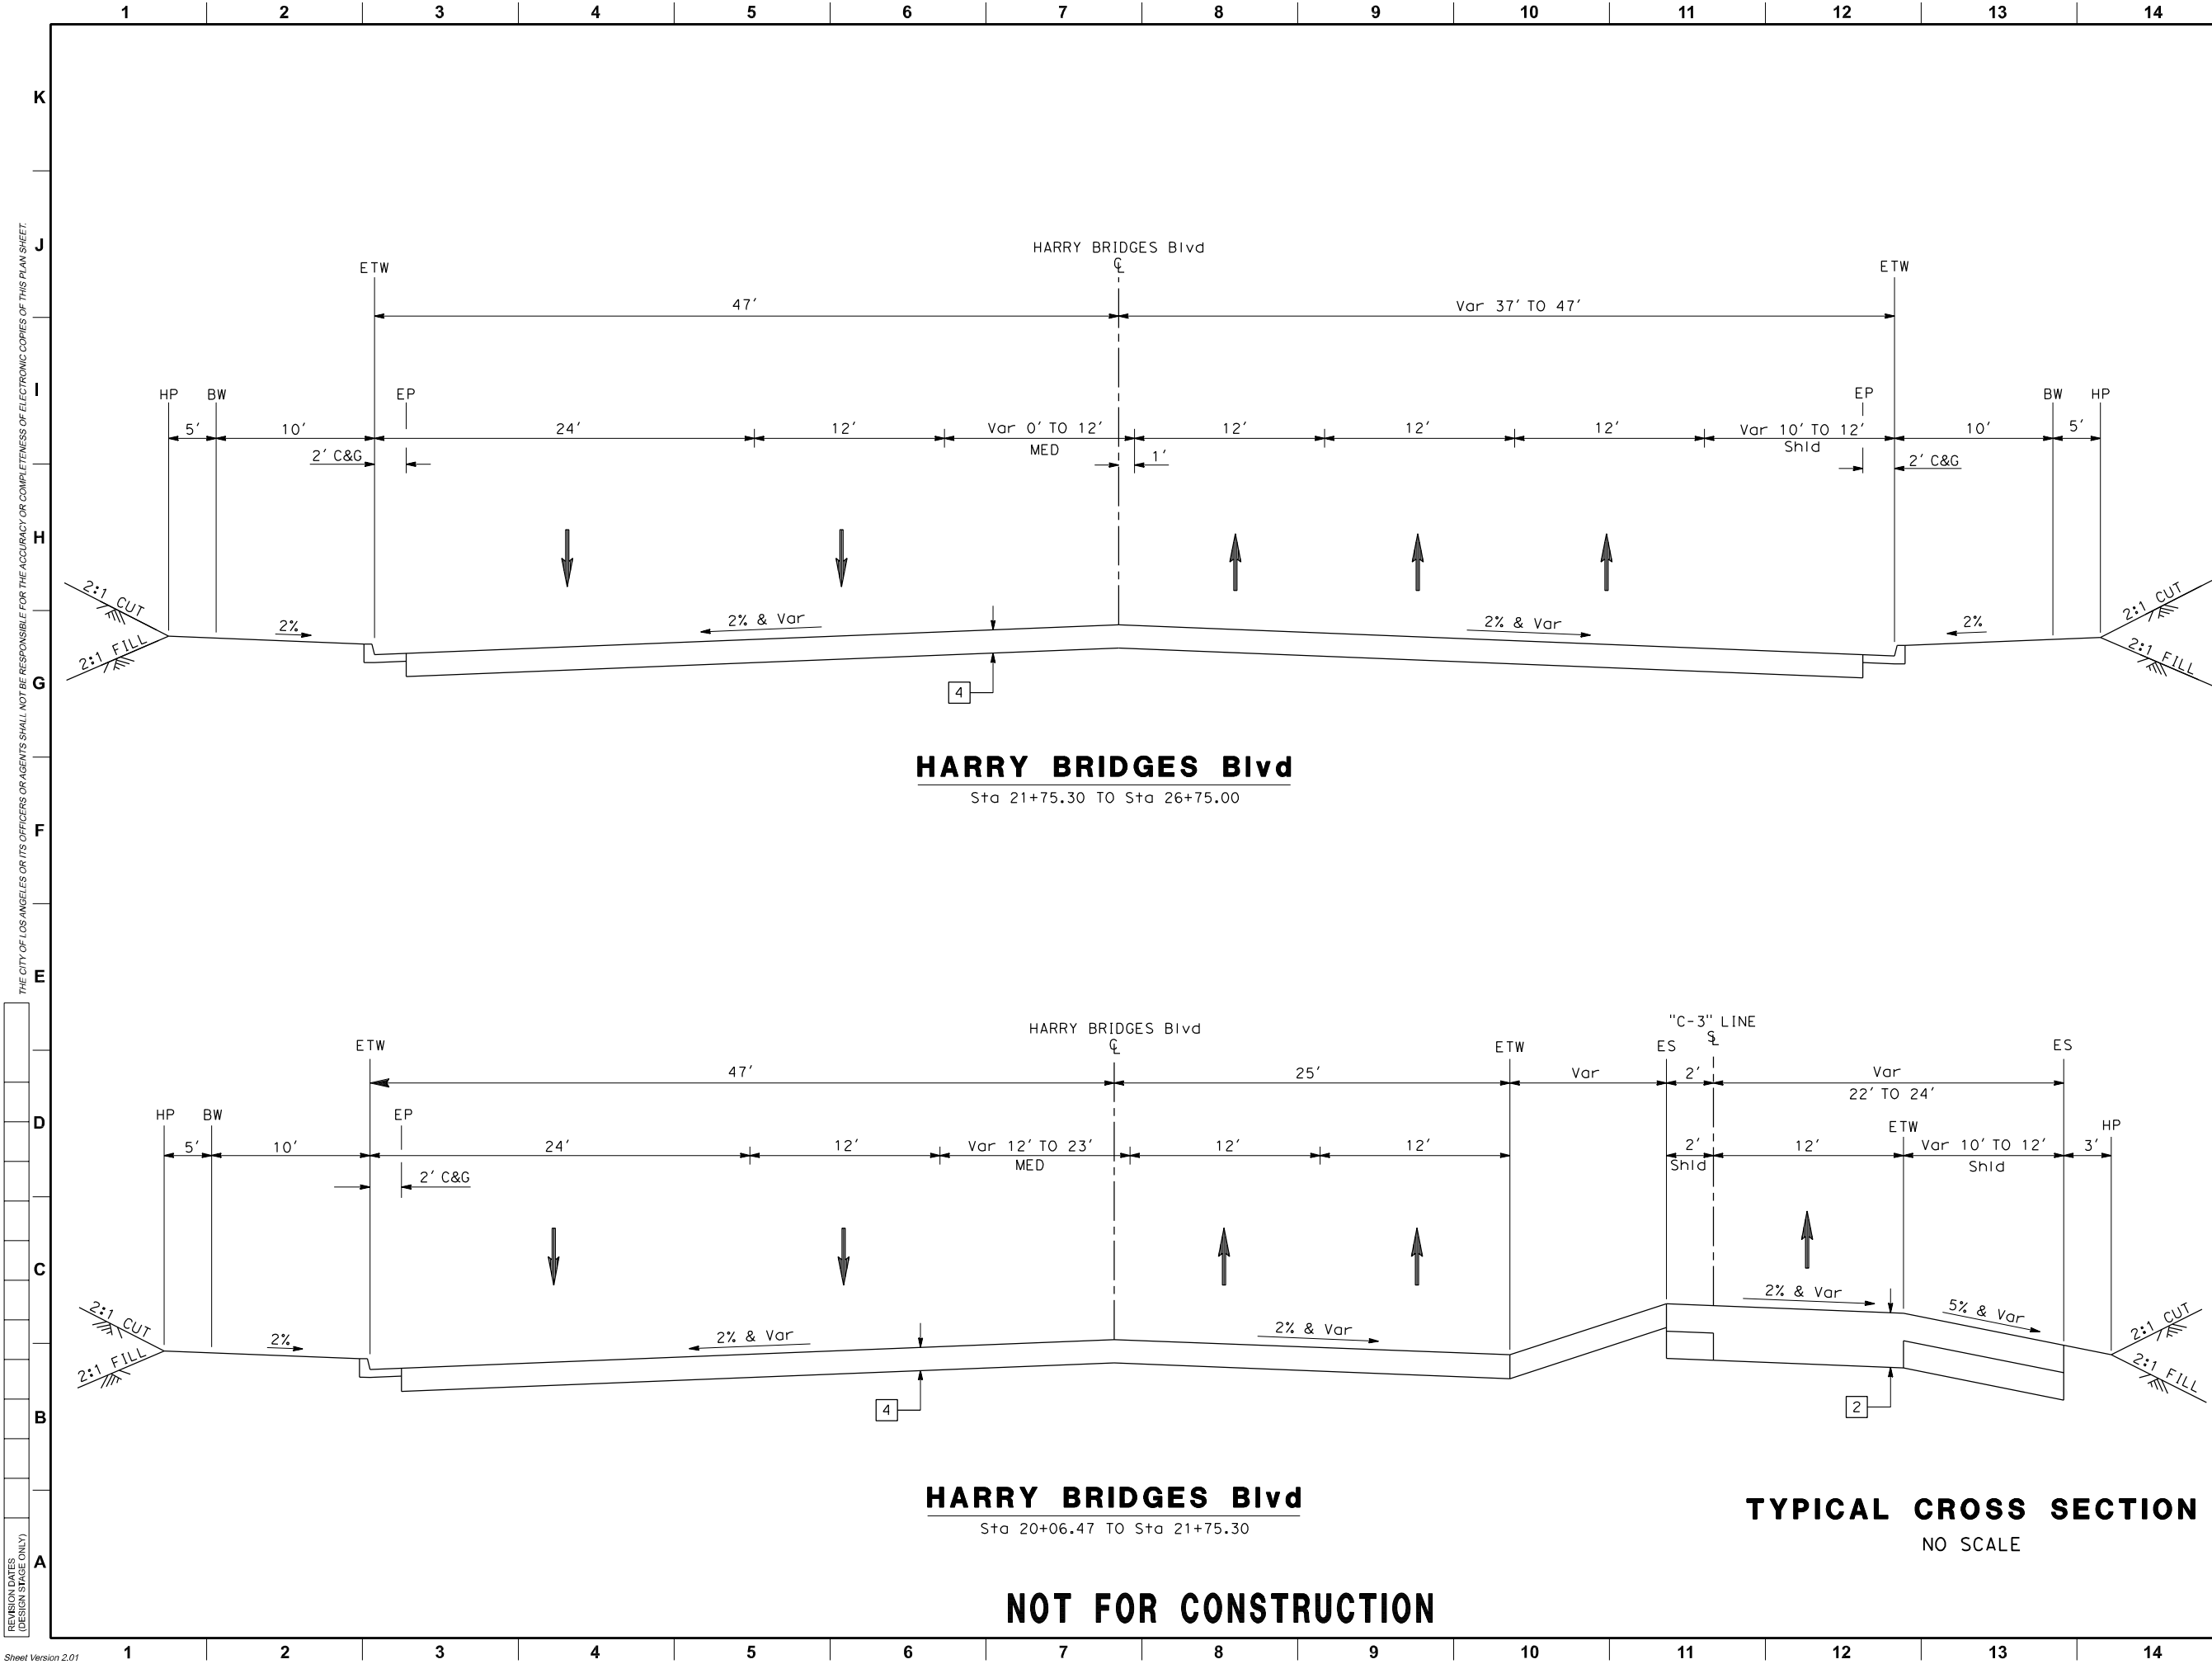 1 2 3 4 5 6 7 8 9 10 11 12 13 14
K
J
I
H
G
F
E
D
C
B
A
THE CITY OF LOS ANGELES OR ITS OFFICERS OR AGENTS SHALL NOT BE RESPONSIBLE FOR THE ACCURACY OR COMPLETENESS OF ELECTRONIC COPIES OF THIS PLAN SHEET.
REVISION DATES
(DESIGN STAGE ONLY)
HARRY BRIDGES Blvd
℄
ETW ETW
47' Var 37' TO 47'
HP BW EP EP BW HP
5' 10' 24' 12' Var 0' TO 12' 12' 12' 12' Var 10' TO 12' 10' 5'
MED Shld
2' C&G 1' 2' C&G
2:1 CUT 2:1 CUT
2% 2% & Var 2% & Var 2%
2:1 FILL 2:1 FILL
4
HARRY BRIDGES Blvd
Sta 21+75.30 TO Sta 26+75.00
HARRY BRIDGES Blvd "C-3" LINE
℄ SL
ETW ETW ES ES
47' 25' Var 2' Var
22' TO 24'
HP BW EP ETW HP
5' 10' 24' 12' Var 12' TO 23' 12' 12' 2' 12' Var 10' TO 12' 3'
MED Shld Shld
2' C&G
2:1 CUT 2% & Var 5% & Var 2:1 CUT
2% 2% & Var 2% & Var
2:1 FILL 2:1 FILL
4 2
HARRY BRIDGES Blvd
Sta 20+06.47 TO Sta 21+75.30
TYPICAL CROSS SECTION
NO SCALE
NOT FOR CONSTRUCTION
1 2 3 4 5 6 7 8 9 10 11 12 13 14
Sheet Version 2.01